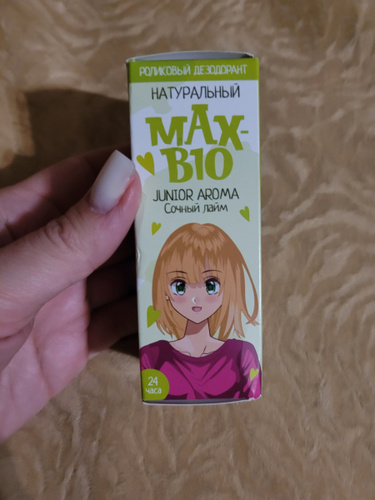 Роликовый дезодорант
Натуральный
MAX-
BIO
JUNIOR AROMA
Сочный лайм
24
часа